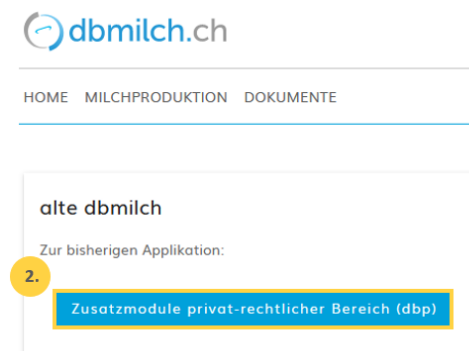 dbmilch.ch
HOME MILCHPRODUKTION DOKUMENTE
alte dbmilch
Zur bisherigen Applikation:
2.
Zusatzmodule privat-rechtlicher Bereich (dbp)